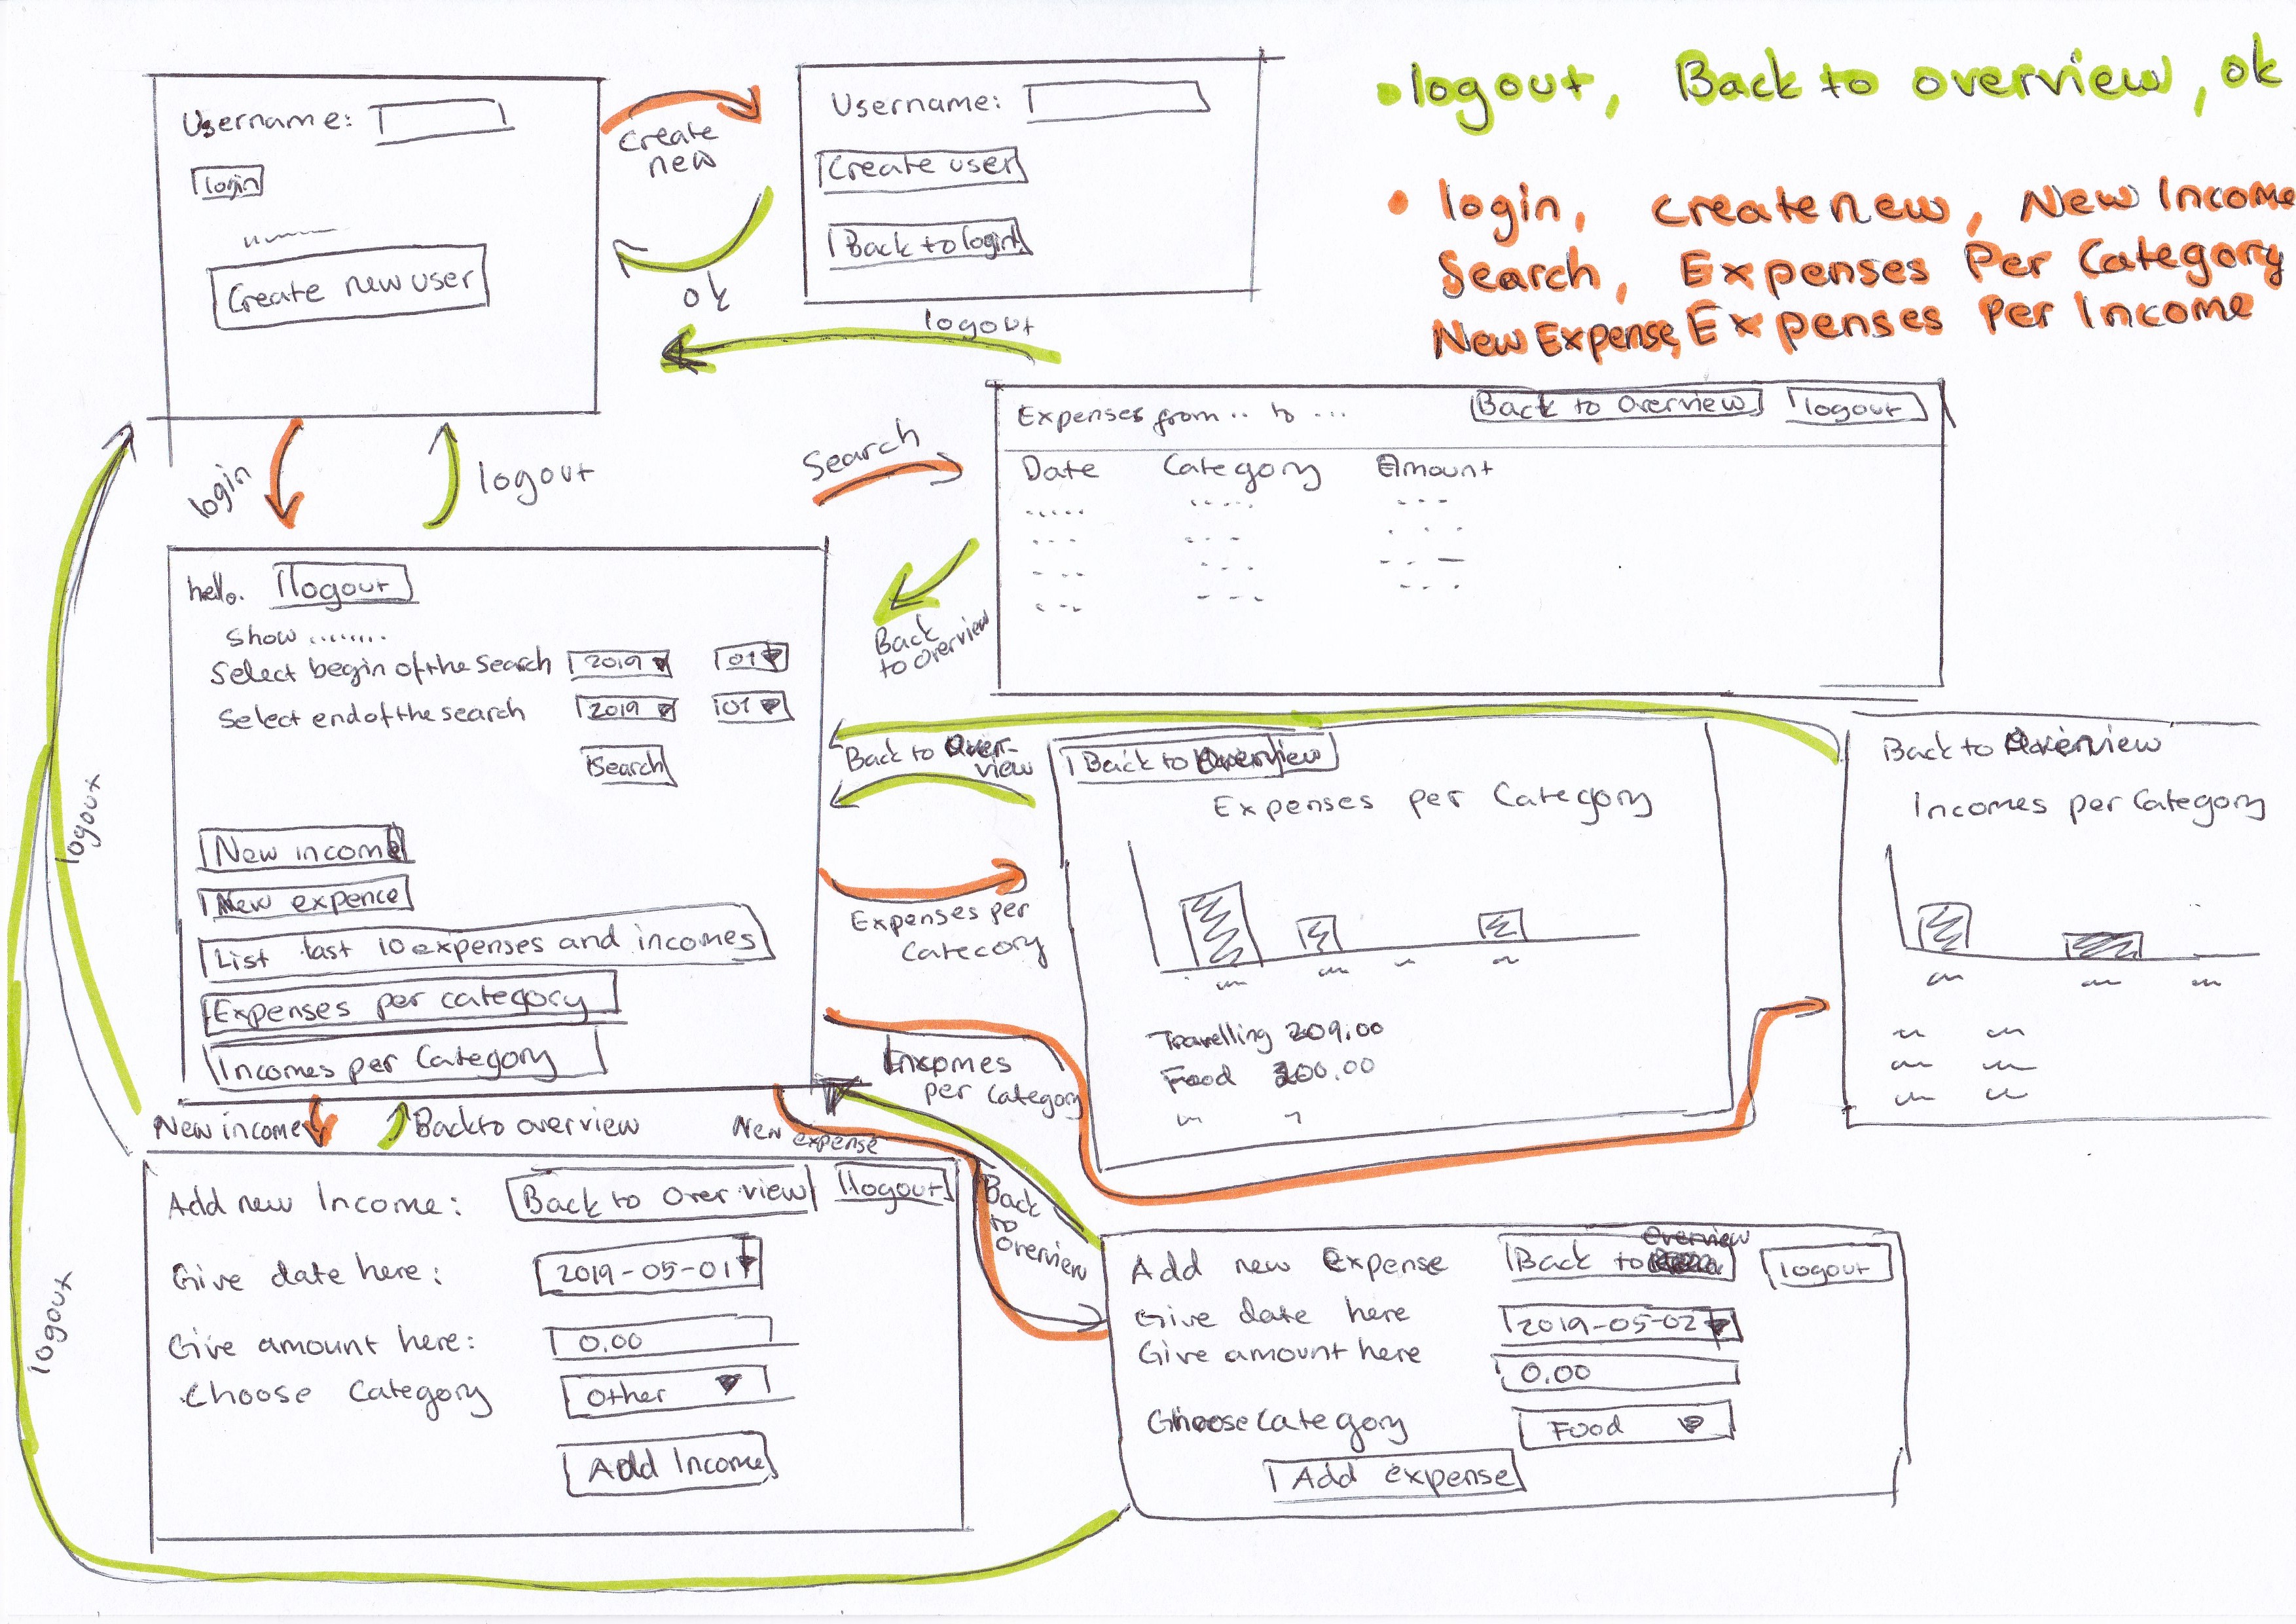 Username:
login
Create new user
Create
new
ok
Username:
Create user
Back to login
logout, Back to overview, ok
login, createnew, New Income
Search, Expenses Per Category
New Expense, Expenses Per Income
logout
login
logout
Search
Back
to Overview
Expenses from .. to ...
Back to Overview
logout
Date Category Amount
hello.
logout
Show ........
Select begin of the Search 2019 01
Select end of the search 2019 01
Search
New income
New expence
List last 10 expenses and incomes
Expenses per category
Incomes per Category
Back to Over-
view
Expenses per
Catecory
Incomes
per Category
Back to Overview
Expenses per Category
Travelling 209.00
Food 200.00
Back to Overview
Incomes per Category
logout
logout
New income
Back to overview
New expense
Back
to
Overview
Add new Income:
Back to Overview
logout
Give date here: 2019-05-01
Give amount here: 0.00
Choose Category Other
Add Income
Add new Expense
Back to Overview
logout
Give date here 2019-05-02
Give amount here 0.00
Choose Category Food
Add expense